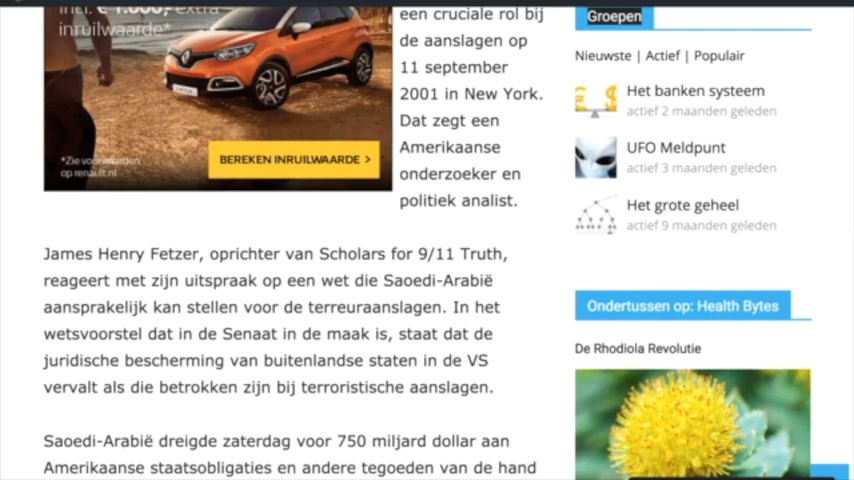 incl. € 1.000,- extra
inruilwaarde*
*Zie voorwaarden
op renault.nl
BEREKEN INRUILWAARDE >
een cruciale rol bij
de aanslagen op
11 september
2001 in New York.
Dat zegt een
Amerikaanse
onderzoeker en
politiek analist.
James Henry Fetzer, oprichter van Scholars for 9/11 Truth,
reageert met zijn uitspraak op een wet die Saoedi-Arabië
aansprakelijk kan stellen voor de terreuraanslagen. In het
wetsvoorstel dat in de Senaat in de maak is, staat dat de
juridische bescherming van buitenlandse staten in de VS
vervalt als die betrokken zijn bij terroristische aanslagen.
Saoedi-Arabië dreigde zaterdag voor 750 miljard dollar aan
Amerikaanse staatsobligaties en andere tegoeden van de hand
Groepen
Nieuwste | Actief | Populair
Het banken systeem
actief 2 maanden geleden
UFO Meldpunt
actief 3 maanden geleden
Het grote geheel
actief 9 maanden geleden
Ondertussen op: Health Bytes
De Rhodiola Revolutie